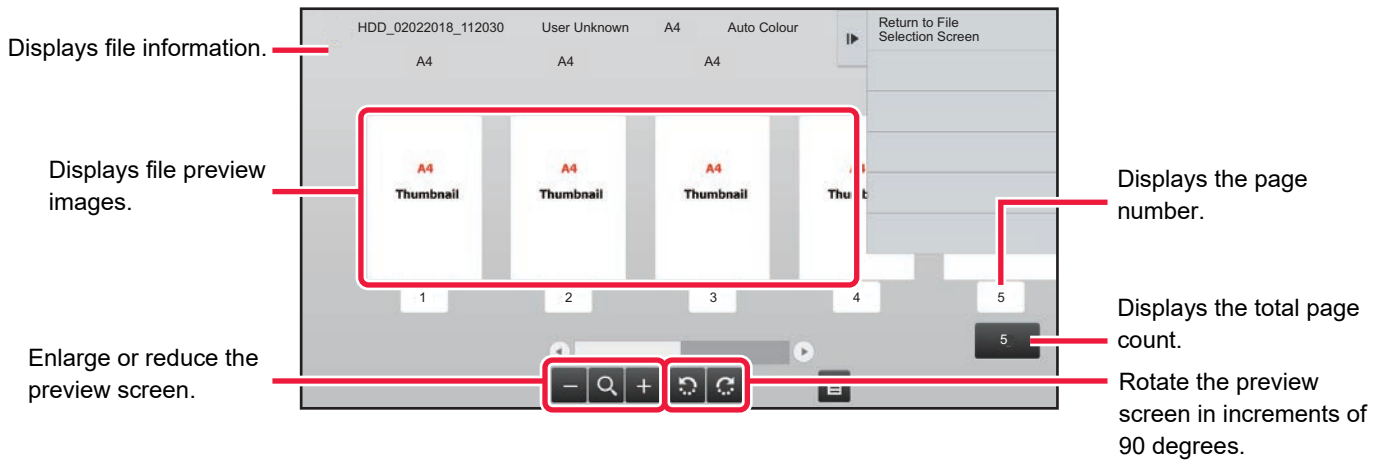 Displays file information.
HDD_02022018_112030 User Unknown A4 Auto Colour
Return to File
Selection Screen
A4 A4 A4
Displays file preview
images.
A4
Thumbnail
A4
Thumbnail
A4
Thumbnail
1 2 3 4 5
Displays the page
number.
Displays the total page
count.
5
Enlarge or reduce the
preview screen.
Rotate the preview
screen in increments of
90 degrees.